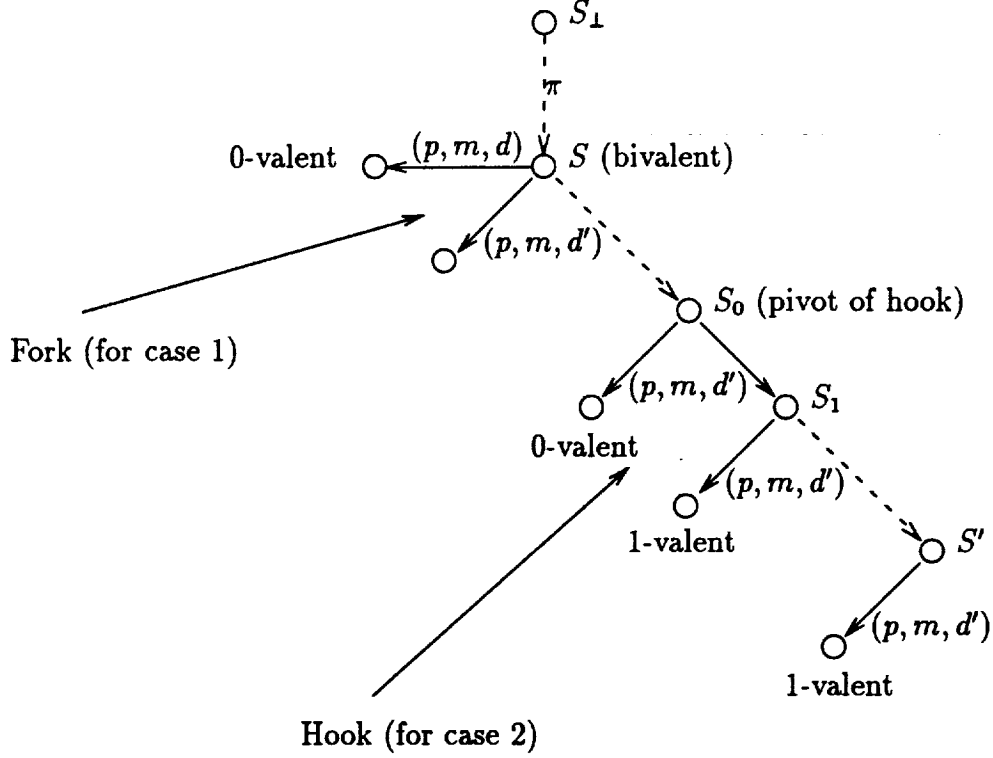 S⊥
π
0-valent
(p, m, d)
S (bivalent)
(p, m, d′)
S₀ (pivot of hook)
Fork (for case 1)
(p, m, d′)
S₁
0-valent
(p, m, d′)
1-valent
S′
(p, m, d′)
1-valent
Hook (for case 2)